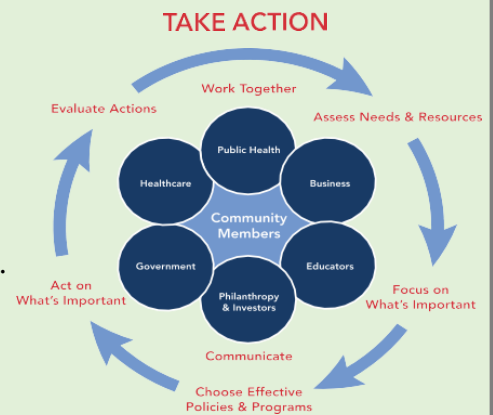 TAKE ACTION
Work Together
Evaluate Actions
Assess Needs & Resources
Public Health
Healthcare
Business
Community
Members
Government
Educators
Philanthropy
& Investors
Act on
What's Important
Focus on
What's Important
Communicate
Choose Effective
Policies & Programs